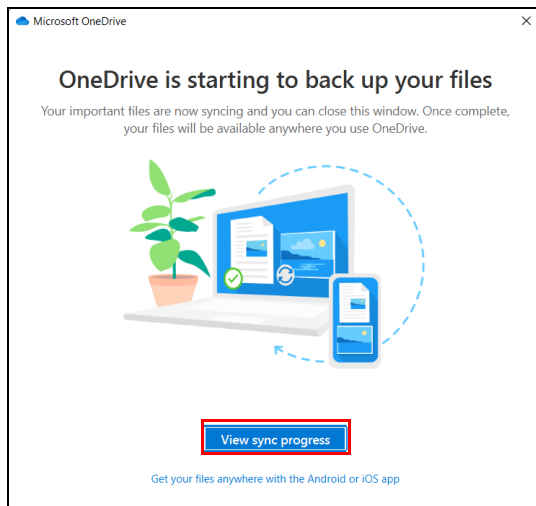 Microsoft OneDrive
OneDrive is starting to back up your files
Your important files are now syncing and you can close this window. Once complete,
your files will be available anywhere you use OneDrive.
View sync progress
Get your files anywhere with the Android or iOS app